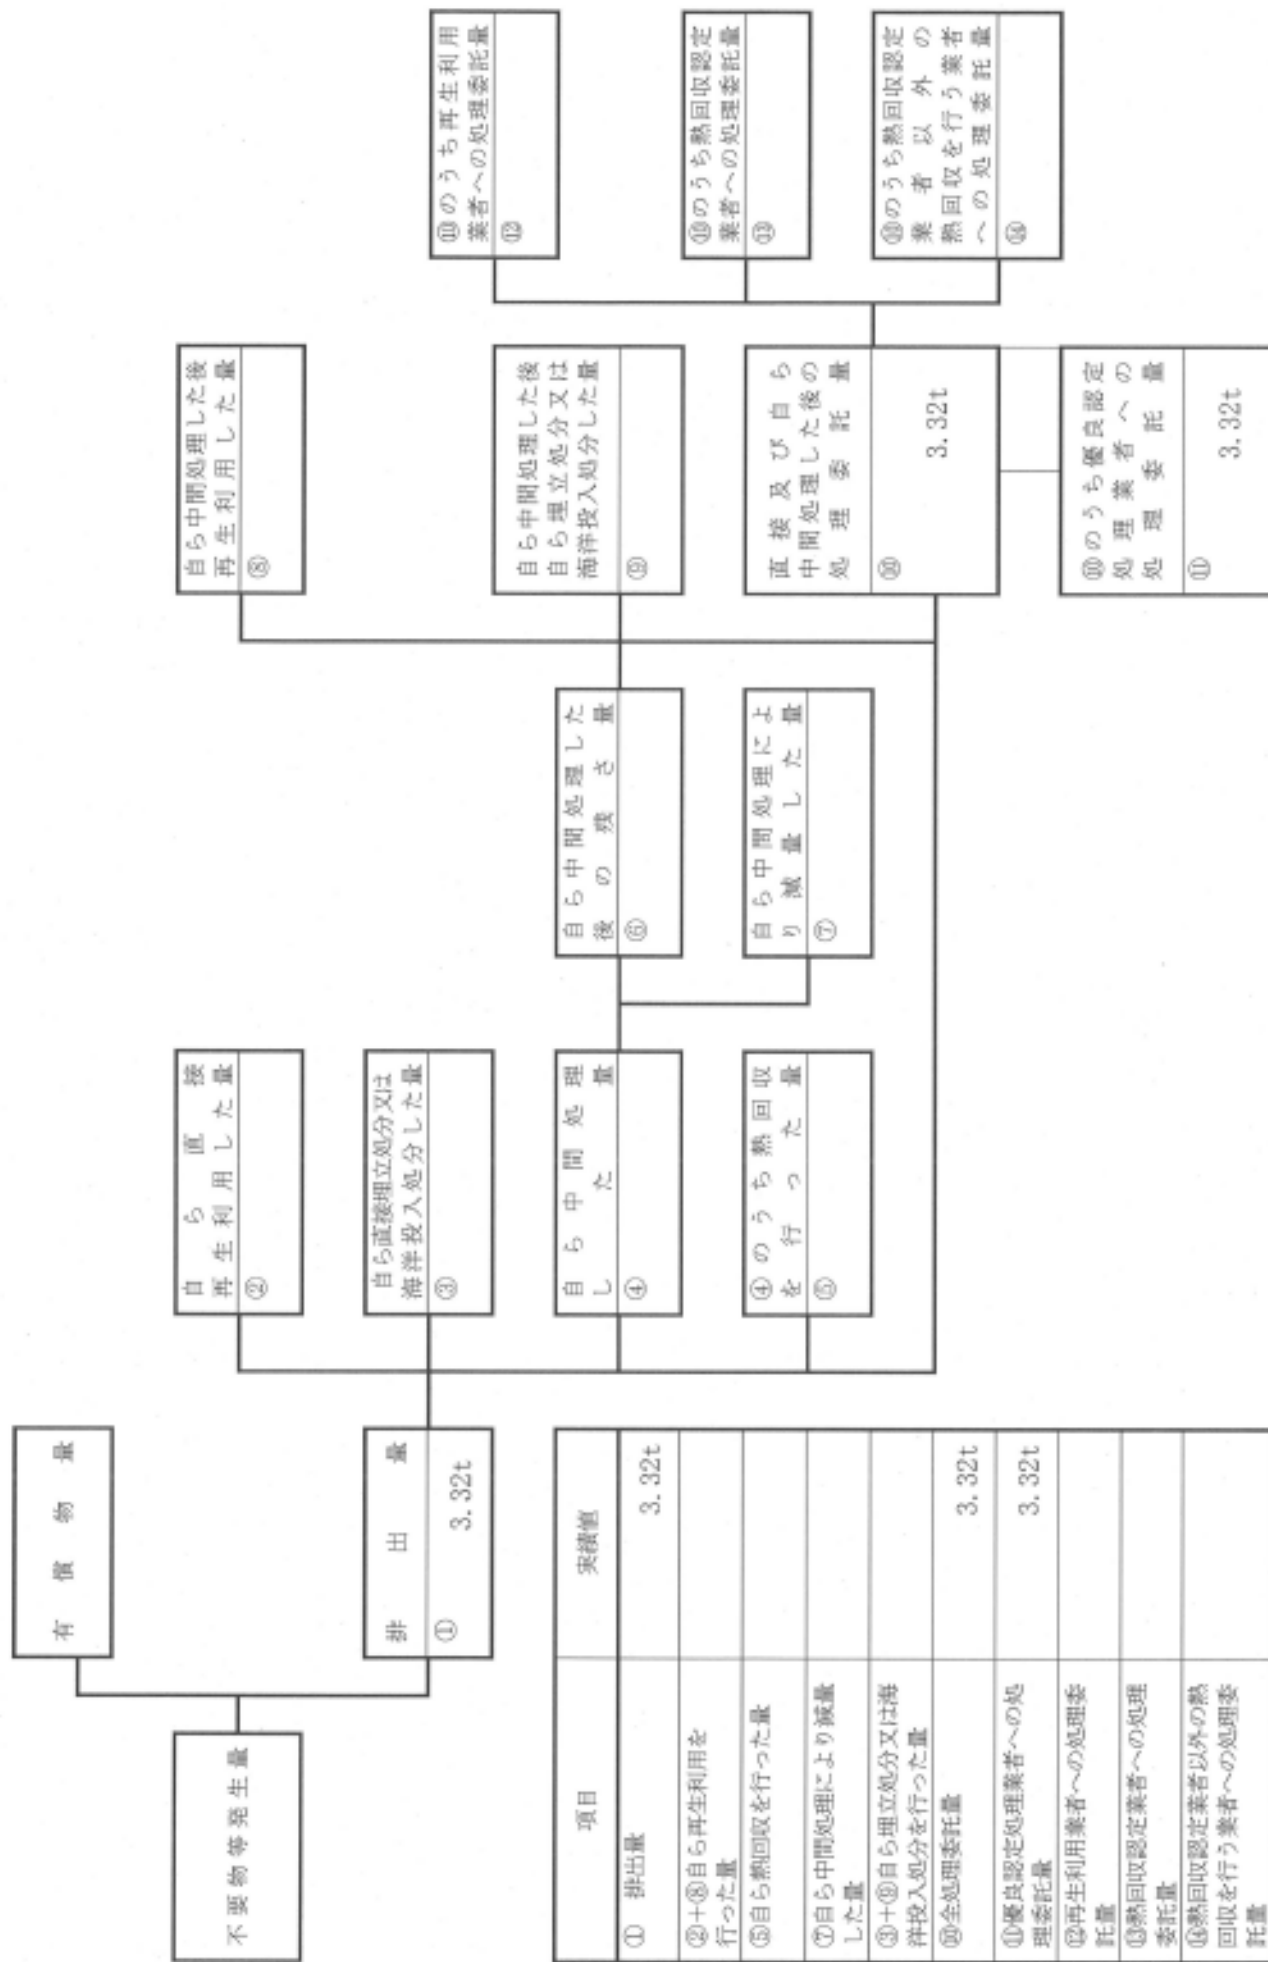 不要物等発生量
有償物量
排出量
① 3.32t
自ら直接
再生利用した量
②
自ら直接埋立処分又は
海洋投入処分した量
③
自ら中間処理
した量
④
④のうち熱回収
を行った量
⑤
自ら中間処理した
後の残さ量
⑥
自ら中間処理によ
り減量した量
⑦
自ら中間処理した後
再生利用した量
⑧
自ら中間処理した後
自ら埋立処分又は
海洋投入処分した量
⑨
直接及び自ら
中間処理した後の
処理委託量
⑩ 3.32t
⑩のうち優良認定
処理業者への
処理委託量
⑪ 3.32t
⑩のうち再生利用
業者への処理委託量
⑫
⑩のうち熱回収認定
業者への処理委託量
⑬
⑩のうち熱回収認定
業者以外の
熱回収を行う業者
への処理委託量
⑭
項目 実績値
① 排出量 3.32t
②+⑧自ら再生利用を
行った量
⑤自ら熱回収を行った量
⑦自ら中間処理により減量
した量
③+⑨自ら埋立処分又は海
洋投入処分を行った量
⑩全処理委託量 3.32t
⑪優良認定処理業者への処
理委託量 3.32t
⑫再生利用業者への処理委
託量
⑬熱回収認定業者への処理
委託量
⑭熱回収認定業者以外の熱
回収を行う業者への処理委
託量